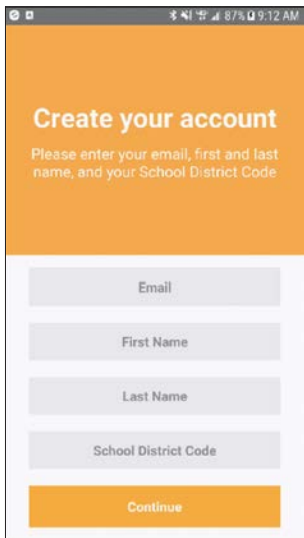 87% 9:12 AM
Create your account
Please enter your email, first and last
name, and your School District Code
Email
First Name
Last Name
School District Code
Continue